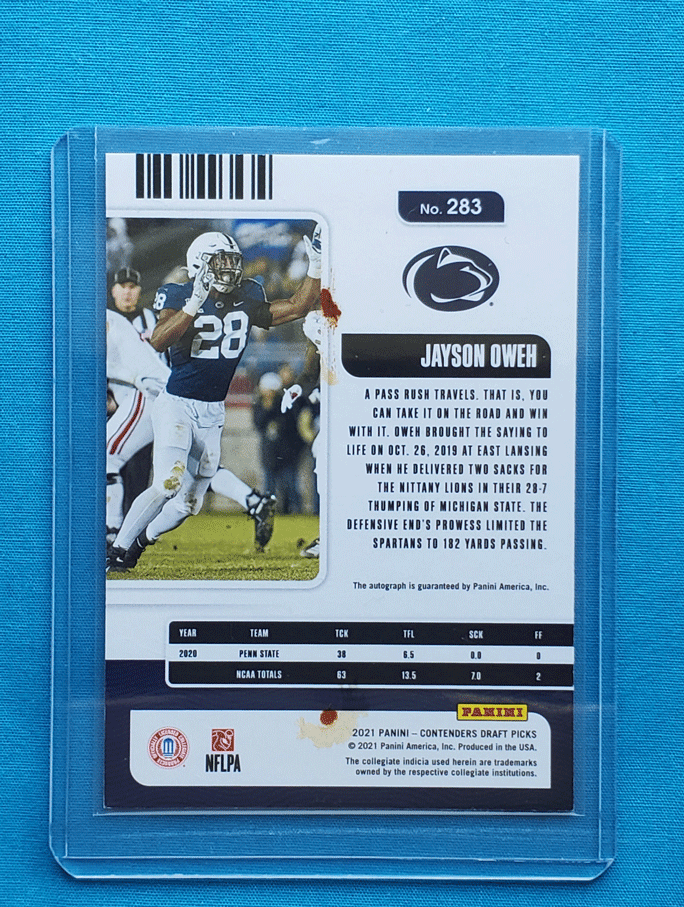 No. 283
28
28
JAYSON OWEH
A PASS RUSH TRAVELS. THAT IS, YOU
CAN TAKE IT ON THE ROAD AND WIN
WITH IT. OWEH BROUGHT THE SAYING TO
LIFE ON OCT. 26, 2019 AT EAST LANSING
WHEN HE DELIVERED TWO SACKS FOR
THE NITTANY LIONS IN THEIR 28-7
THUMPING OF MICHIGAN STATE. THE
DEFENSIVE END'S PROWESS LIMITED THE
SPARTANS TO 182 YARDS PASSING.
The autograph is guaranteed by Panini America, Inc.
YEAR TEAM TCK TFL SCK FF
2020 PENN STATE 38 6.5 0.0 0
NCAA TOTALS 63 13.5 7.0 2
PANINI
2021 PANINI – CONTENDERS DRAFT PICKS
© 2021 Panini America, Inc. Produced in the USA.
The collegiate indicia used herein are trademarks
owned by the respective collegiate institutions.
NFLPA